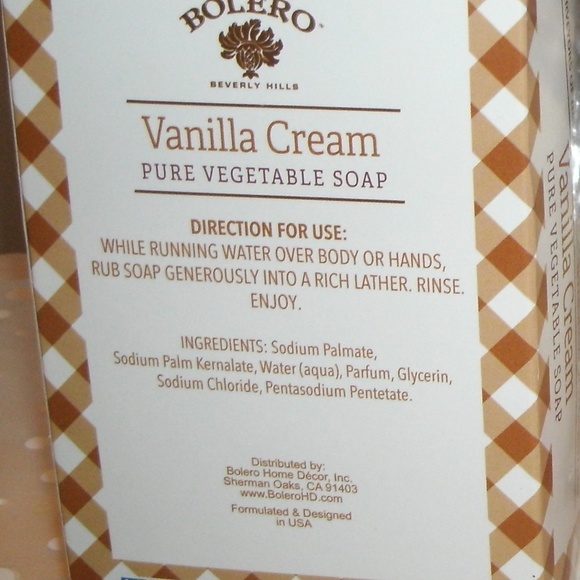 BOLERO
BEVERLY HILLS
Vanilla Cream
PURE VEGETABLE SOAP
DIRECTION FOR USE:
WHILE RUNNING WATER OVER BODY OR HANDS,
RUB SOAP GENEROUSLY INTO A RICH LATHER. RINSE.
ENJOY.
INGREDIENTS: Sodium Palmate,
Sodium Palm Kernalate, Water (aqua), Parfum, Glycerin,
Sodium Chloride, Pentasodium Pentetate.
Distributed by:
Bolero Home Décor, Inc.
Sherman Oaks, CA 91403
www.BoleroHD.com
Formulated & Designed
in USA
Vanilla Cream
PURE VEGETABLE SOAP